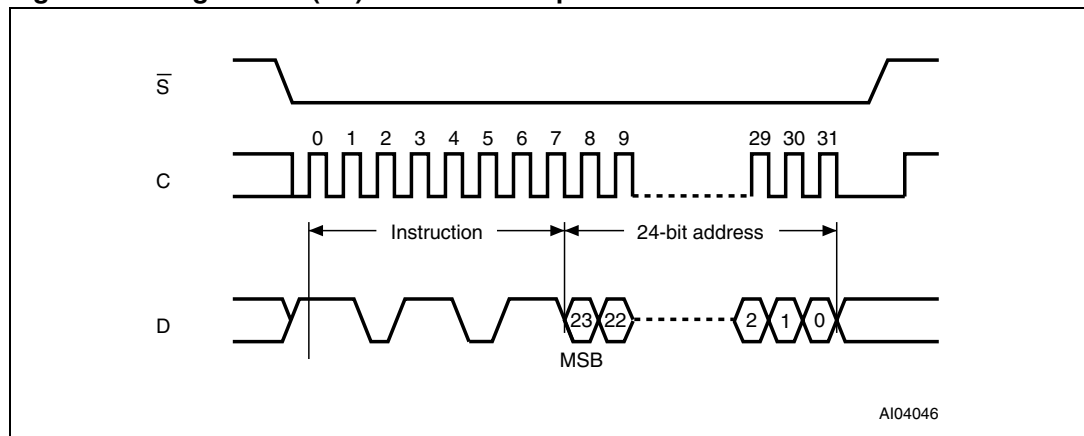 S
0 1 2 3 4 5 6 7 8 9 29 30 31
C
Instruction 24-bit address
D 23 22 2 1 0
MSB
AI04046